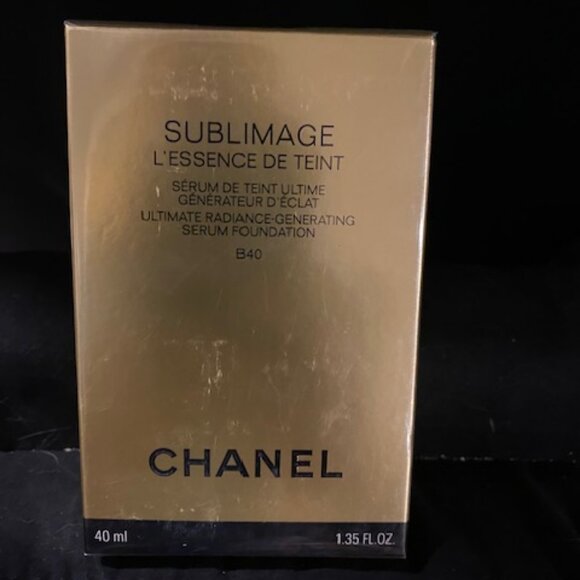 SUBLIMAGE
L'ESSENCE DE TEINT
SÉRUM DE TEINT ULTIME
GÉNÉRATEUR D'ÉCLAT
ULTIMATE RADIANCE-GENERATING
SERUM FOUNDATION
B40
CHANEL
40 ml 1.35 FL.OZ.